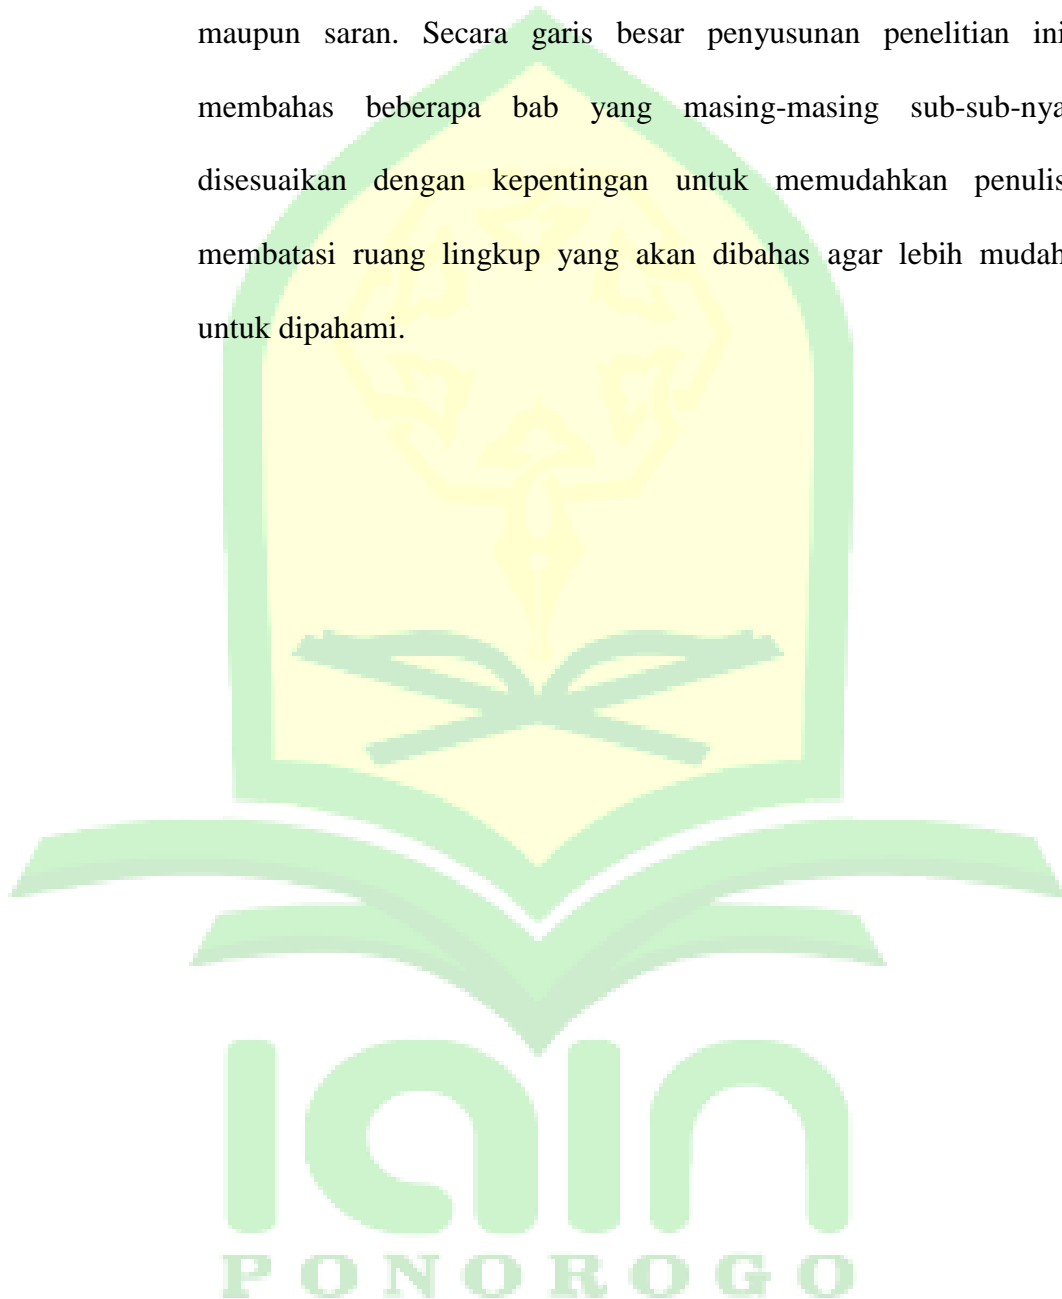 maupun saran. Secara garis besar penyusunan penelitian ini
membahas beberapa bab yang masing-masing sub-sub-nya
disesuaikan dengan kepentingan untuk memudahkan penulis
membatasi ruang lingkup yang akan dibahas agar lebih mudah
untuk dipahami.
iain
PONOROGO